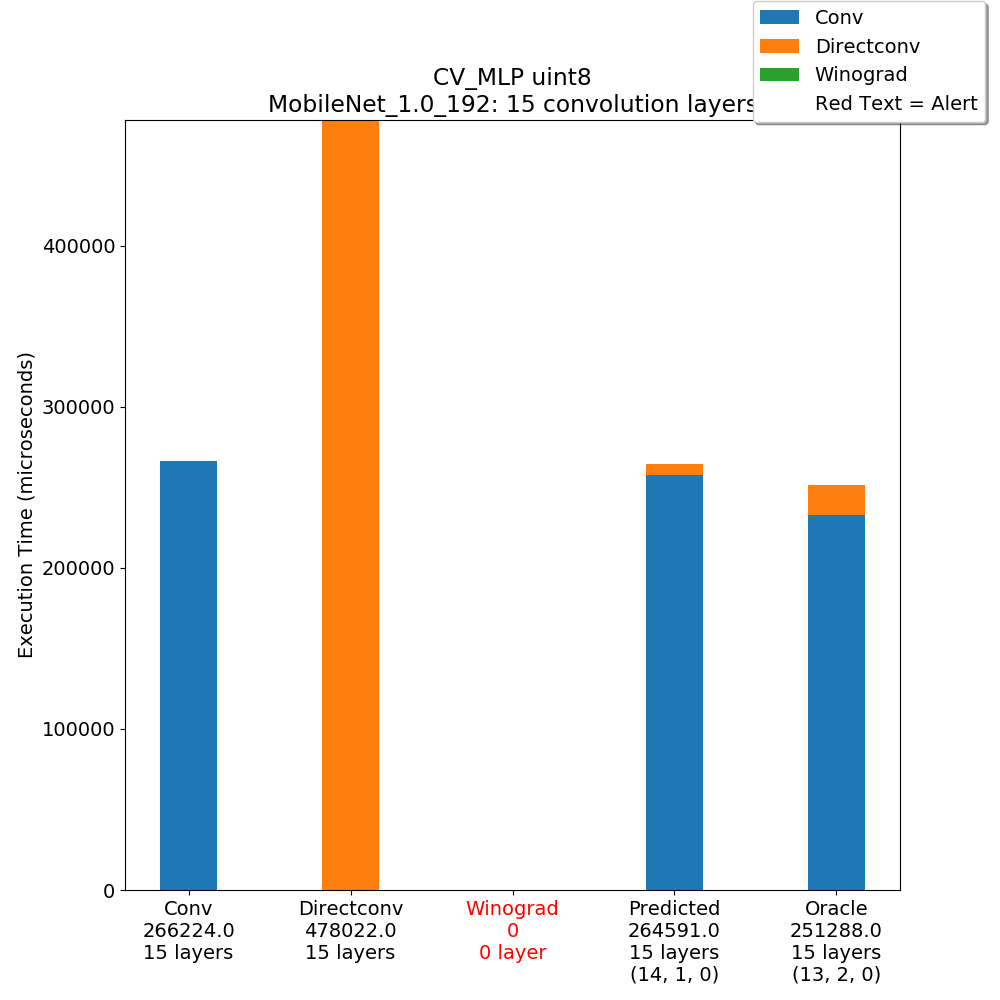 Conv
Directconv
Winograd
Red Text = Alert
CV_MLP uint8
MobileNet_1.0_192: 15 convolution layers
Execution Time (microseconds)
400000
300000
200000
100000
0
Conv
266224.0
15 layers
Directconv
478022.0
15 layers
Winograd
0
0 layer
Predicted
264591.0
15 layers
(14, 1, 0)
Oracle
251288.0
15 layers
(13, 2, 0)